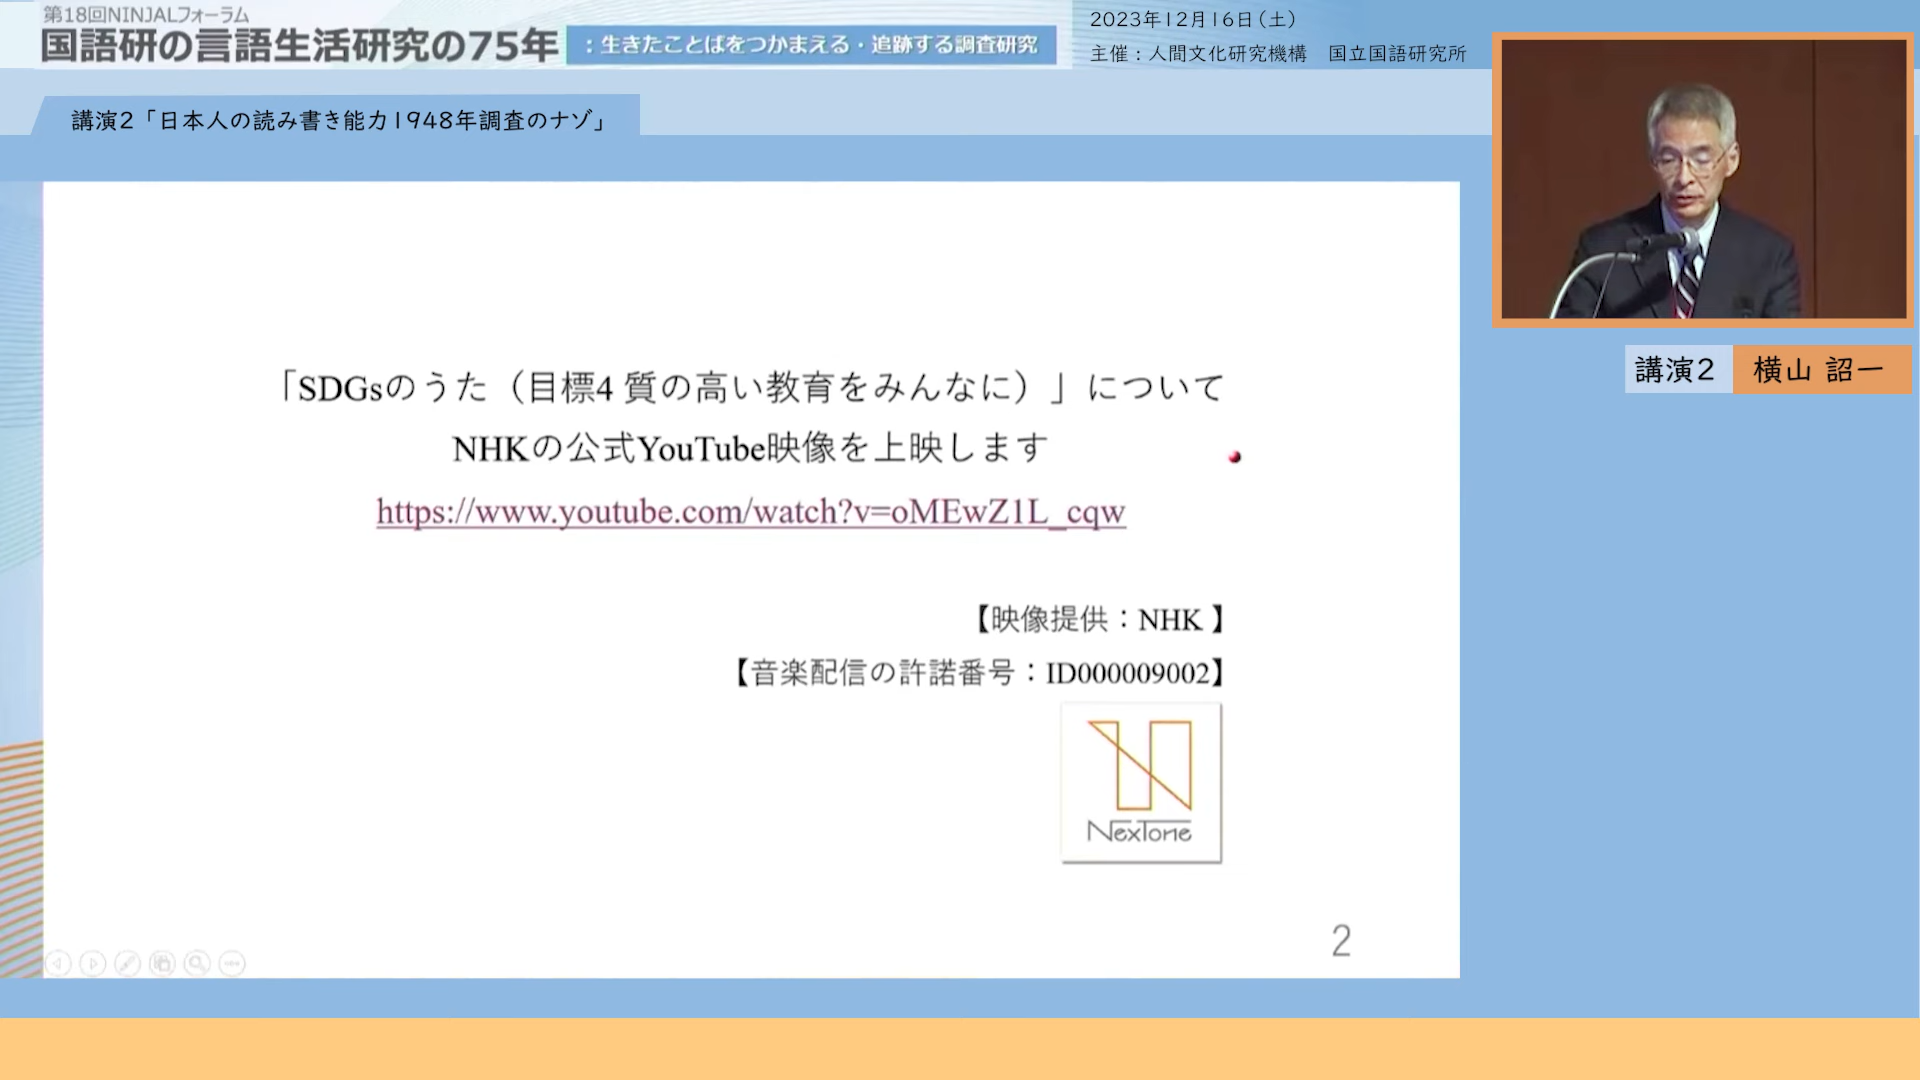 第18回NINJALフォーラム
国語研の言語生活研究の75年
：生きたことばをつかまえる・追跡する調査研究
2023年12月16日（土）
主催：人間文化研究機構　国立国語研究所
講演2「日本人の読み書き能力1948年調査のナゾ」
講演2　横山 詔一
「SDGsのうた（目標4 質の高い教育をみんなに）」について
NHKの公式YouTube映像を上映します
https://www.youtube.com/watch?v=oMEwZ1L_cqw
【映像提供：NHK 】
【音楽配信の許諾番号：ID000009002】
NexTone
2